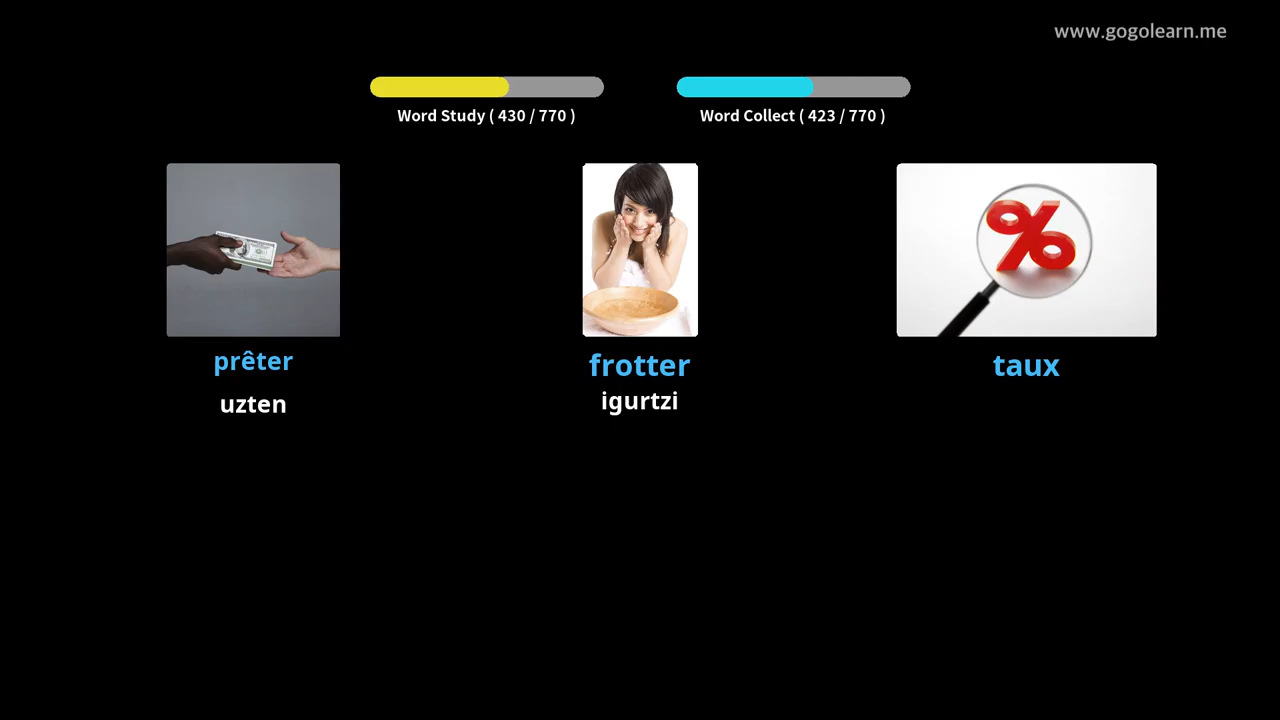 www.gogolearn.me
Word Study ( 430 / 770 )
Word Collect ( 423 / 770 )
prêter
uzten
frotter
igurtzi
taux